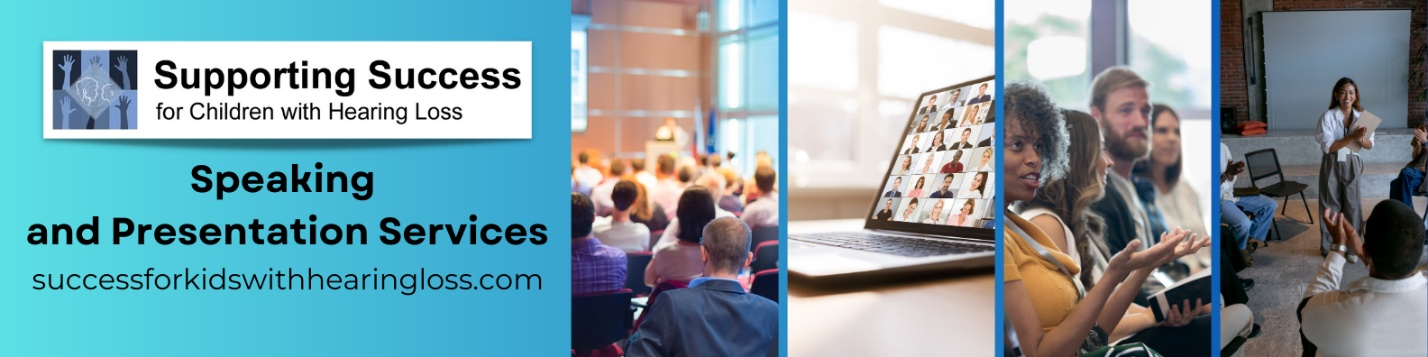 Supporting Success
for Children with Hearing Loss
Speaking
and Presentation Services
successforkidswithhearingloss.com